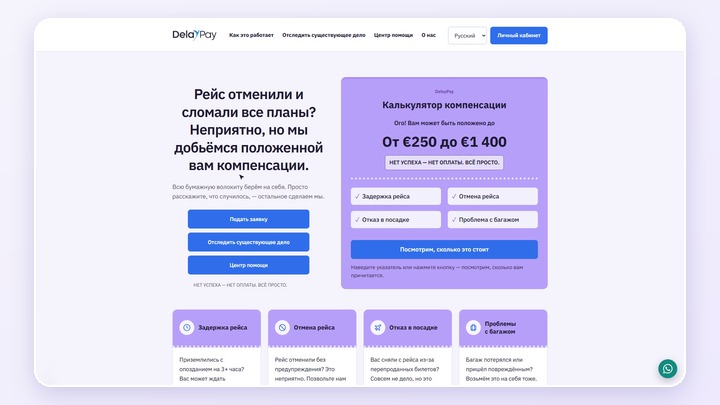 DelayPay
Как это работает
Отследить существующее дело
Центр помощи
О нас
Русский
Личный кабинет
Рейс отменили и
сломали все планы?
Неприятно, но мы
добьёмся положенной
вам компенсации.
Всю бумажную волокиту берём на себя. Просто
расскажите, что случилось, — остальное сделаем мы.
Подать заявку
Отследить существующее дело
Центр помощи
НЕТ УСПЕХА — НЕТ ОПЛАТЫ. ВСЁ ПРОСТО.
DelayPay
Калькулятор компенсации
Ого! Вам может быть положено до
От €250 до €1 400
НЕТ УСПЕХА — НЕТ ОПЛАТЫ. ВСЁ ПРОСТО.
✓ Задержка рейса
✓ Отмена рейса
✓ Отказ в посадке
✓ Проблема с багажом
Посмотрим, сколько это стоит
Наведите указатель или нажмите кнопку — посмотрим, сколько вам
причитается.
Задержка рейса
Приземлились с
опозданием на 3+ часа?
Вас может ждать
Отмена рейса
Рейс отменили без
предупреждения? Это
неприятно. Позвольте нам
Отказ в посадке
Вас сняли с рейса из-за
перепроданных билетов?
Совсем не дело, но это
Проблемы
с багажом
Багаж потерялся или
пришёл повреждённым?
Возьмём это на себя тоже.